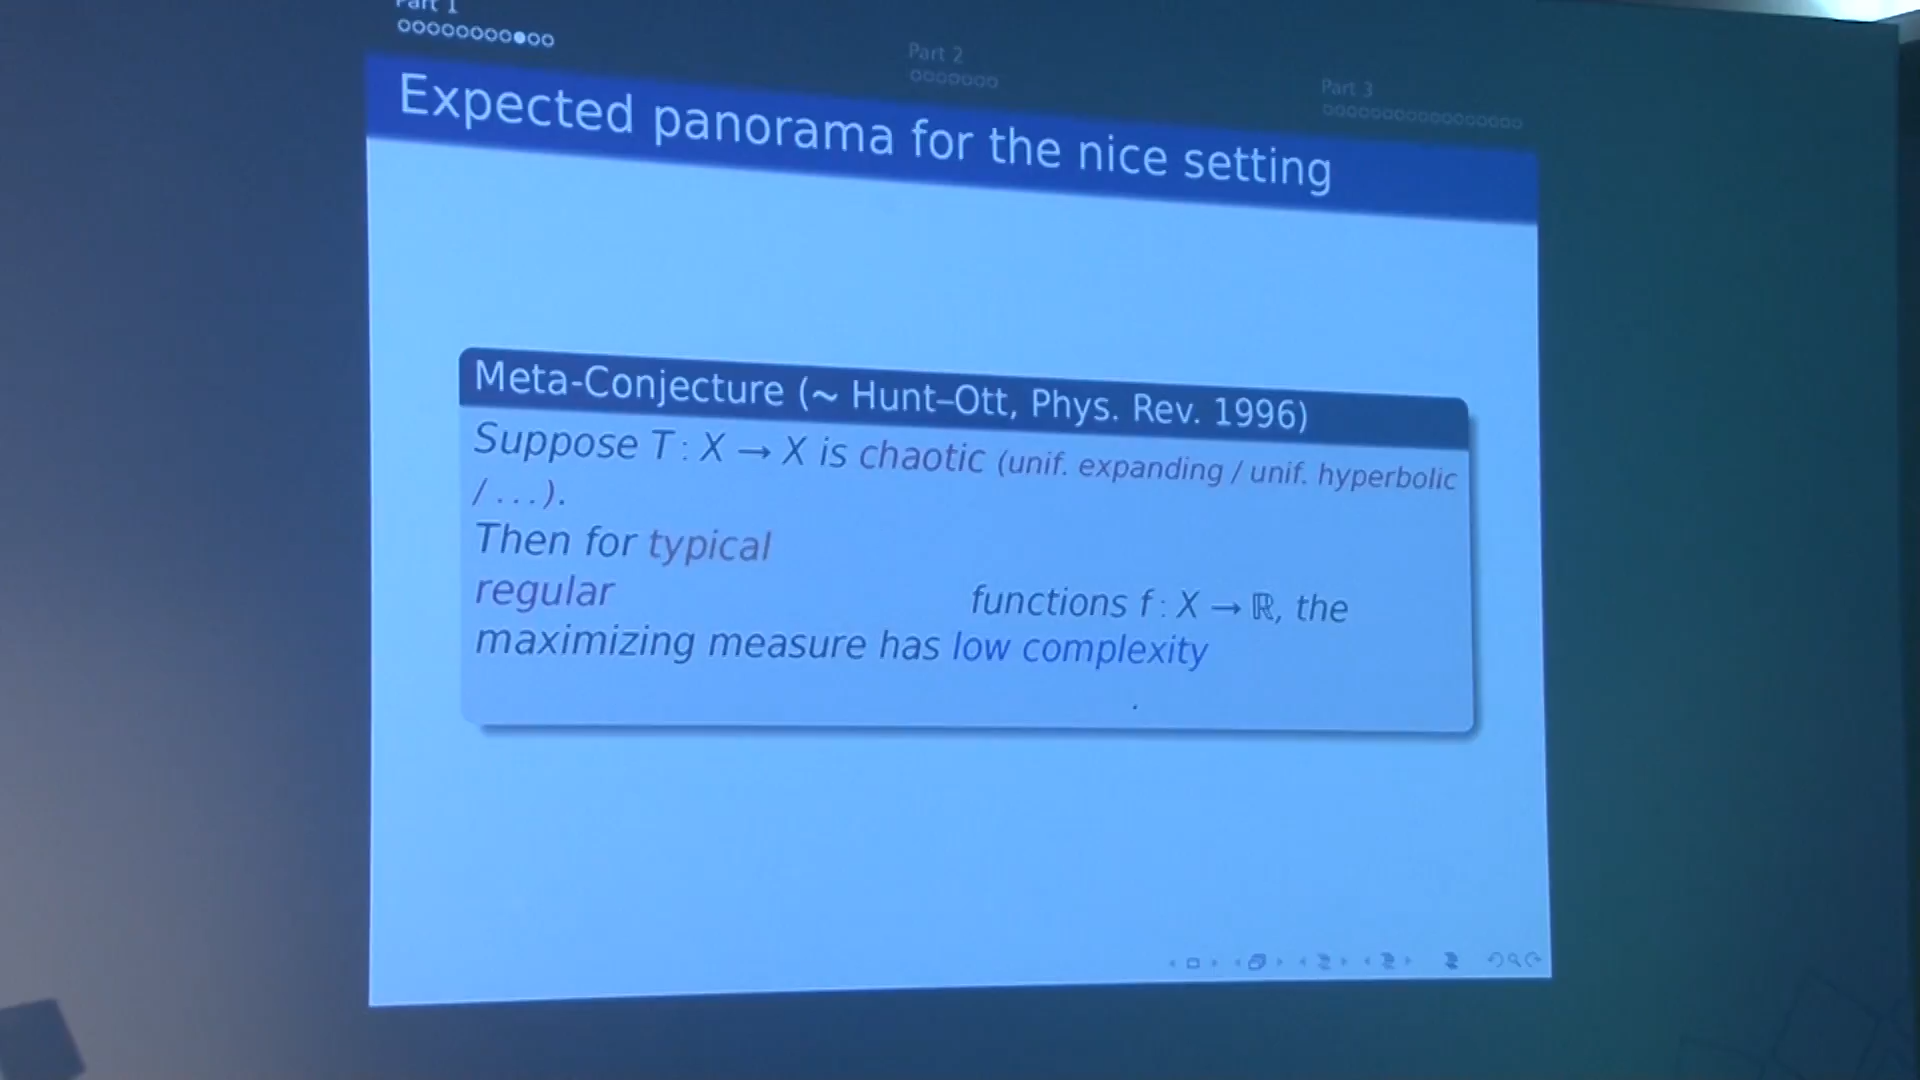 Part 1
Part 2
Part 3
Expected panorama for the nice setting
Meta-Conjecture (~ Hunt–Ott, Phys. Rev. 1996)
Suppose T : X → X is chaotic (unif. expanding / unif. hyperbolic
/ ...).
Then for typical
regular functions f : X → ℝ, the
maximizing measure has low complexity
.